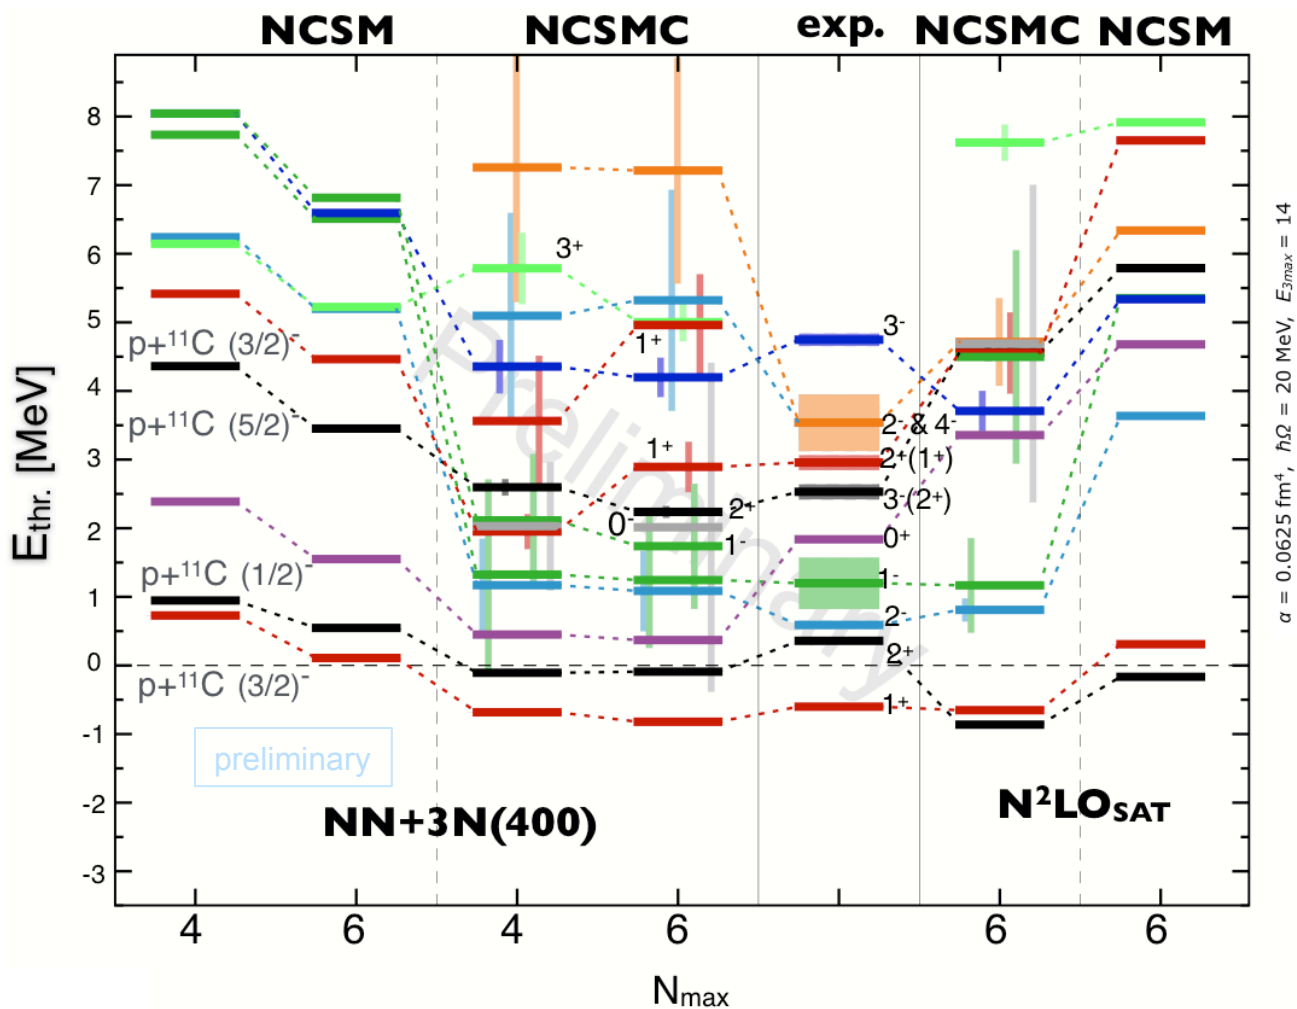 NCSM NCSMC exp. NCSMC NCSM
8
7
6
5
4
3
2
1
0
-1
-2
-3
E_thr. [MeV]
p+¹¹C (3/2)⁻
p+¹¹C (5/2)⁻
p+¹¹C (1/2)⁻
p+¹¹C (3/2)⁻
3⁺
1⁺
1⁺
2⁺
0⁻
1⁻
3⁻
2⁻ & 4⁻
2⁺(1⁺)
3⁻(2⁺)
0⁺
1⁻
2⁻
2⁺
1⁺
Preliminary
preliminary
NN+3N(400)
N²LO_SAT
4 6 4 6 6 6
N_max
α = 0.0625 fm⁴, ℏΩ = 20 MeV, E_3max = 14